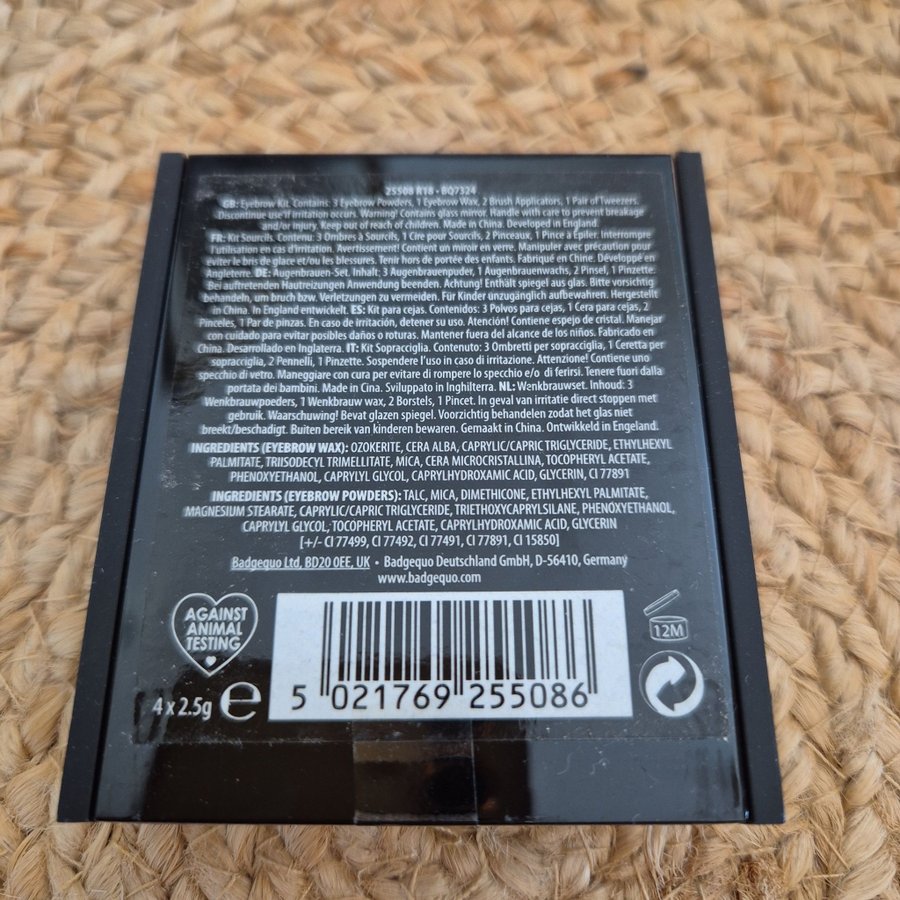 25508 R18 • BQ7324
GB: Eyebrow Kit. Contains: 3 Eyebrow Powders, 1 Eyebrow Wax, 2 Brush Applicators, 1 Pair of Tweezers.
Discontinue use if irritation occurs. Warning! Contains glass mirror. Handle with care to prevent breakage
and/or injury. Keep out of reach of children. Made in China. Developed in England.
FR: Kit Sourcils. Contenu: 3 Ombres à Sourcils, 1 Cire pour Sourcils, 2 Pinceaux, 1 Pince à Épiler. Interrompre
l'utilisation en cas d'irritation. Avertissement! Contient un miroir en verre. Manipuler avec précaution pour
éviter le bris de glace et/ou les blessures. Tenir hors de portée des enfants. Fabriqué en Chine. Développé en
Angleterre. DE: Augenbrauen-Set. Inhalt: 3 Augenbrauenpuder, 1 Augenbrauenwachs, 2 Pinsel, 1 Pinzette.
Bei auftretenden Hautreizungen Anwendung beenden. Achtung! Enthält spiegel aus glas. Bitte vorsichtig
behandeln, um bruch bzw. Verletzungen zu vermeiden. Für Kinder unzugänglich aufbewahren. Hergestellt
in China. In England entwickelt. ES: Kit para cejas. Contenidos: 3 Polvos para cejas, 1 Cera para cejas, 2
Pinceles, 1 Par de pinzas. En caso de irritación, detener su uso. Atención! Contiene espejo de cristal. Manejar
con cuidado para evitar posibles daños o roturas. Mantener fuera del alcance de los niños. Fabricado en
China. Desarrollado en Inglaterra. IT: Kit Sopracciglia. Contenuto: 3 Ombretti per sopracciglia, 1 Ceretta per
sopracciglia, 2 Pennelli, 1 Pinzette. Sospendere l'uso in caso di irritazione. Attenzione! Contiene uno
specchio di vetro. Maneggiare con cura per evitare di rompere lo specchio e/o di ferirsi. Tenere fuori dalla
portata dei bambini. Made in Cina. Sviluppato in Inghilterra. NL: Wenkbrauwset. Inhoud: 3
Wenkbrauwpoeders, 1 Wenkbrauw wax, 2 Borstels, 1 Pincet. In geval van irritatie direct stoppen met
gebruik. Waarschuwing! Bevat glazen spiegel. Voorzichtig behandelen zodat het glas niet
breekt/beschadigt. Buiten bereik van kinderen bewaren. Gemaakt in China. Ontwikkeld in Engeland.
INGREDIENTS (EYEBROW WAX): OZOKERITE, CERA ALBA, CAPRYLIC/CAPRIC TRIGLYCERIDE, ETHYLHEXYL
PALMITATE, TRIISODECYL TRIMELLITATE, MICA, CERA MICROCRISTALLINA, TOCOPHERYL ACETATE,
PHENOXYETHANOL, CAPRYLYL GLYCOL, CAPRYLHYDROXAMIC ACID, GLYCERIN, CI 77891
INGREDIENTS (EYEBROW POWDERS): TALC, MICA, DIMETHICONE, ETHYLHEXYL PALMITATE,
MAGNESIUM STEARATE, CAPRYLIC/CAPRIC TRIGLYCERIDE, TRIETHOXYCAPRYLSILANE, PHENOXYETHANOL,
CAPRYLYL GLYCOL, TOCOPHERYL ACETATE, CAPRYLHYDROXAMIC ACID, GLYCERIN
[+/- CI 77499, CI 77492, CI 77491, CI 77891, CI 15850]
Badgequo Ltd, BD20 0EE, UK • Badgequo Deutschland GmbH, D-56410, Germany
www.badgequo.com
AGAINST
ANIMAL
TESTING
12M
4 x 2.5g e
5 021769 255086